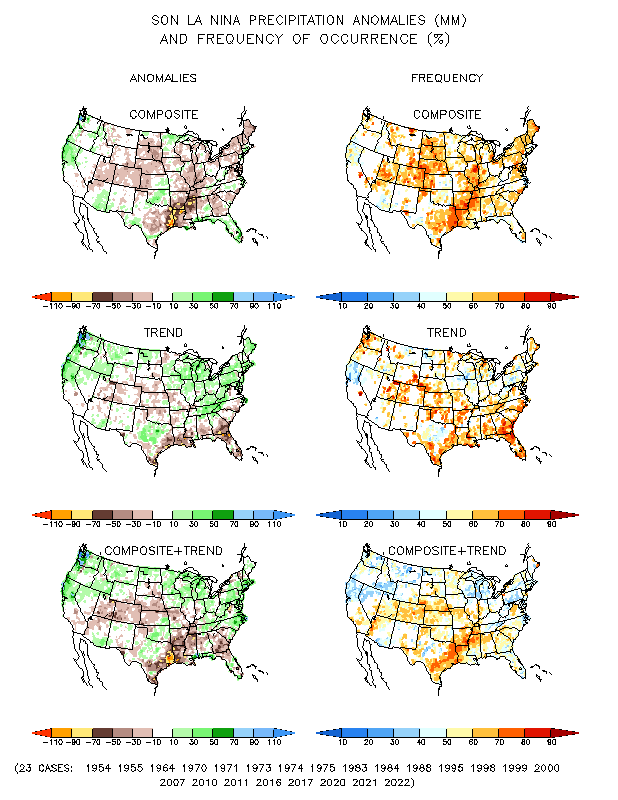 SON LA NINA PRECIPITATION ANOMALIES (MM)
AND FREQUENCY OF OCCURRENCE (%)
ANOMALIES FREQUENCY
COMPOSITE COMPOSITE
-110 -90 -70 -50 -30 -10 10 30 50 70 90 110 10 20 30 40 50 60 70 80 90
TREND TREND
-110 -90 -70 -50 -30 -10 10 30 50 70 90 110 10 20 30 40 50 60 70 80 90
COMPOSITE+TREND COMPOSITE+TREND
-110 -90 -70 -50 -30 -10 10 30 50 70 90 110 10 20 30 40 50 60 70 80 90
(23 CASES: 1954 1955 1964 1970 1971 1973 1974 1975 1983 1984 1988 1995 1998 1999 2000
2007 2010 2011 2016 2017 2020 2021 2022)